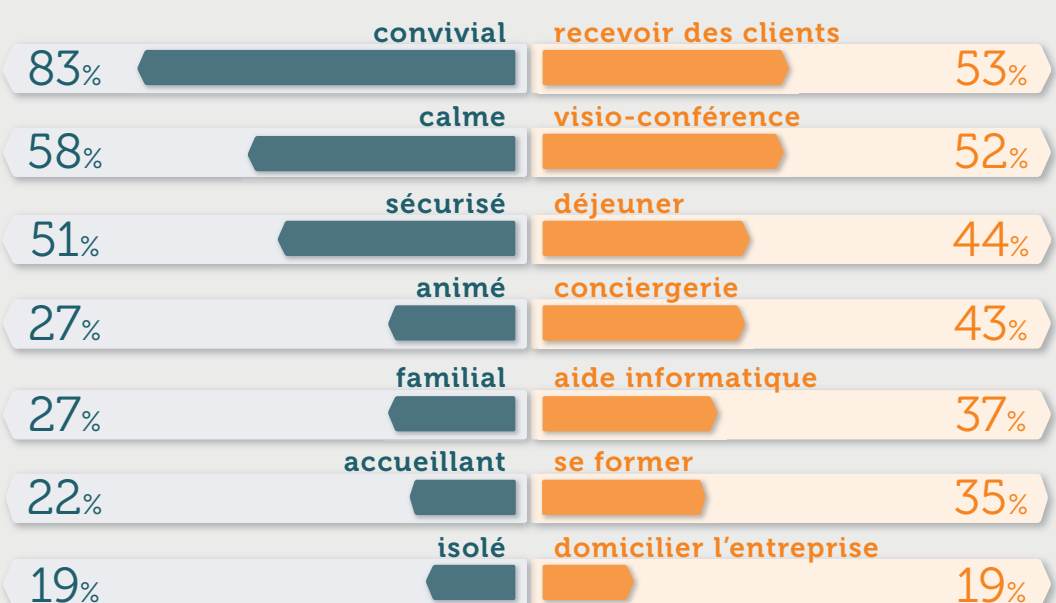 convivial recevoir des clients
83% 53%
calme visio-conférence
58% 52%
sécurisé déjeuner
51% 44%
animé conciergerie
27% 43%
familial aide informatique
27% 37%
accueillant se former
22% 35%
isolé domicilier l'entreprise
19% 19%